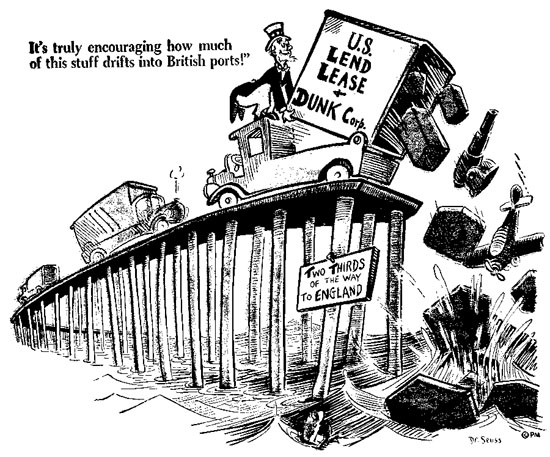 It's truly encouraging how much
of this stuff drifts into British ports!"
U.S.
LEND
LEASE
+
DUNK Corp.
TWO THIRDS
OF THE WAY
TO ENGLAND
Dr. Seuss
© PM